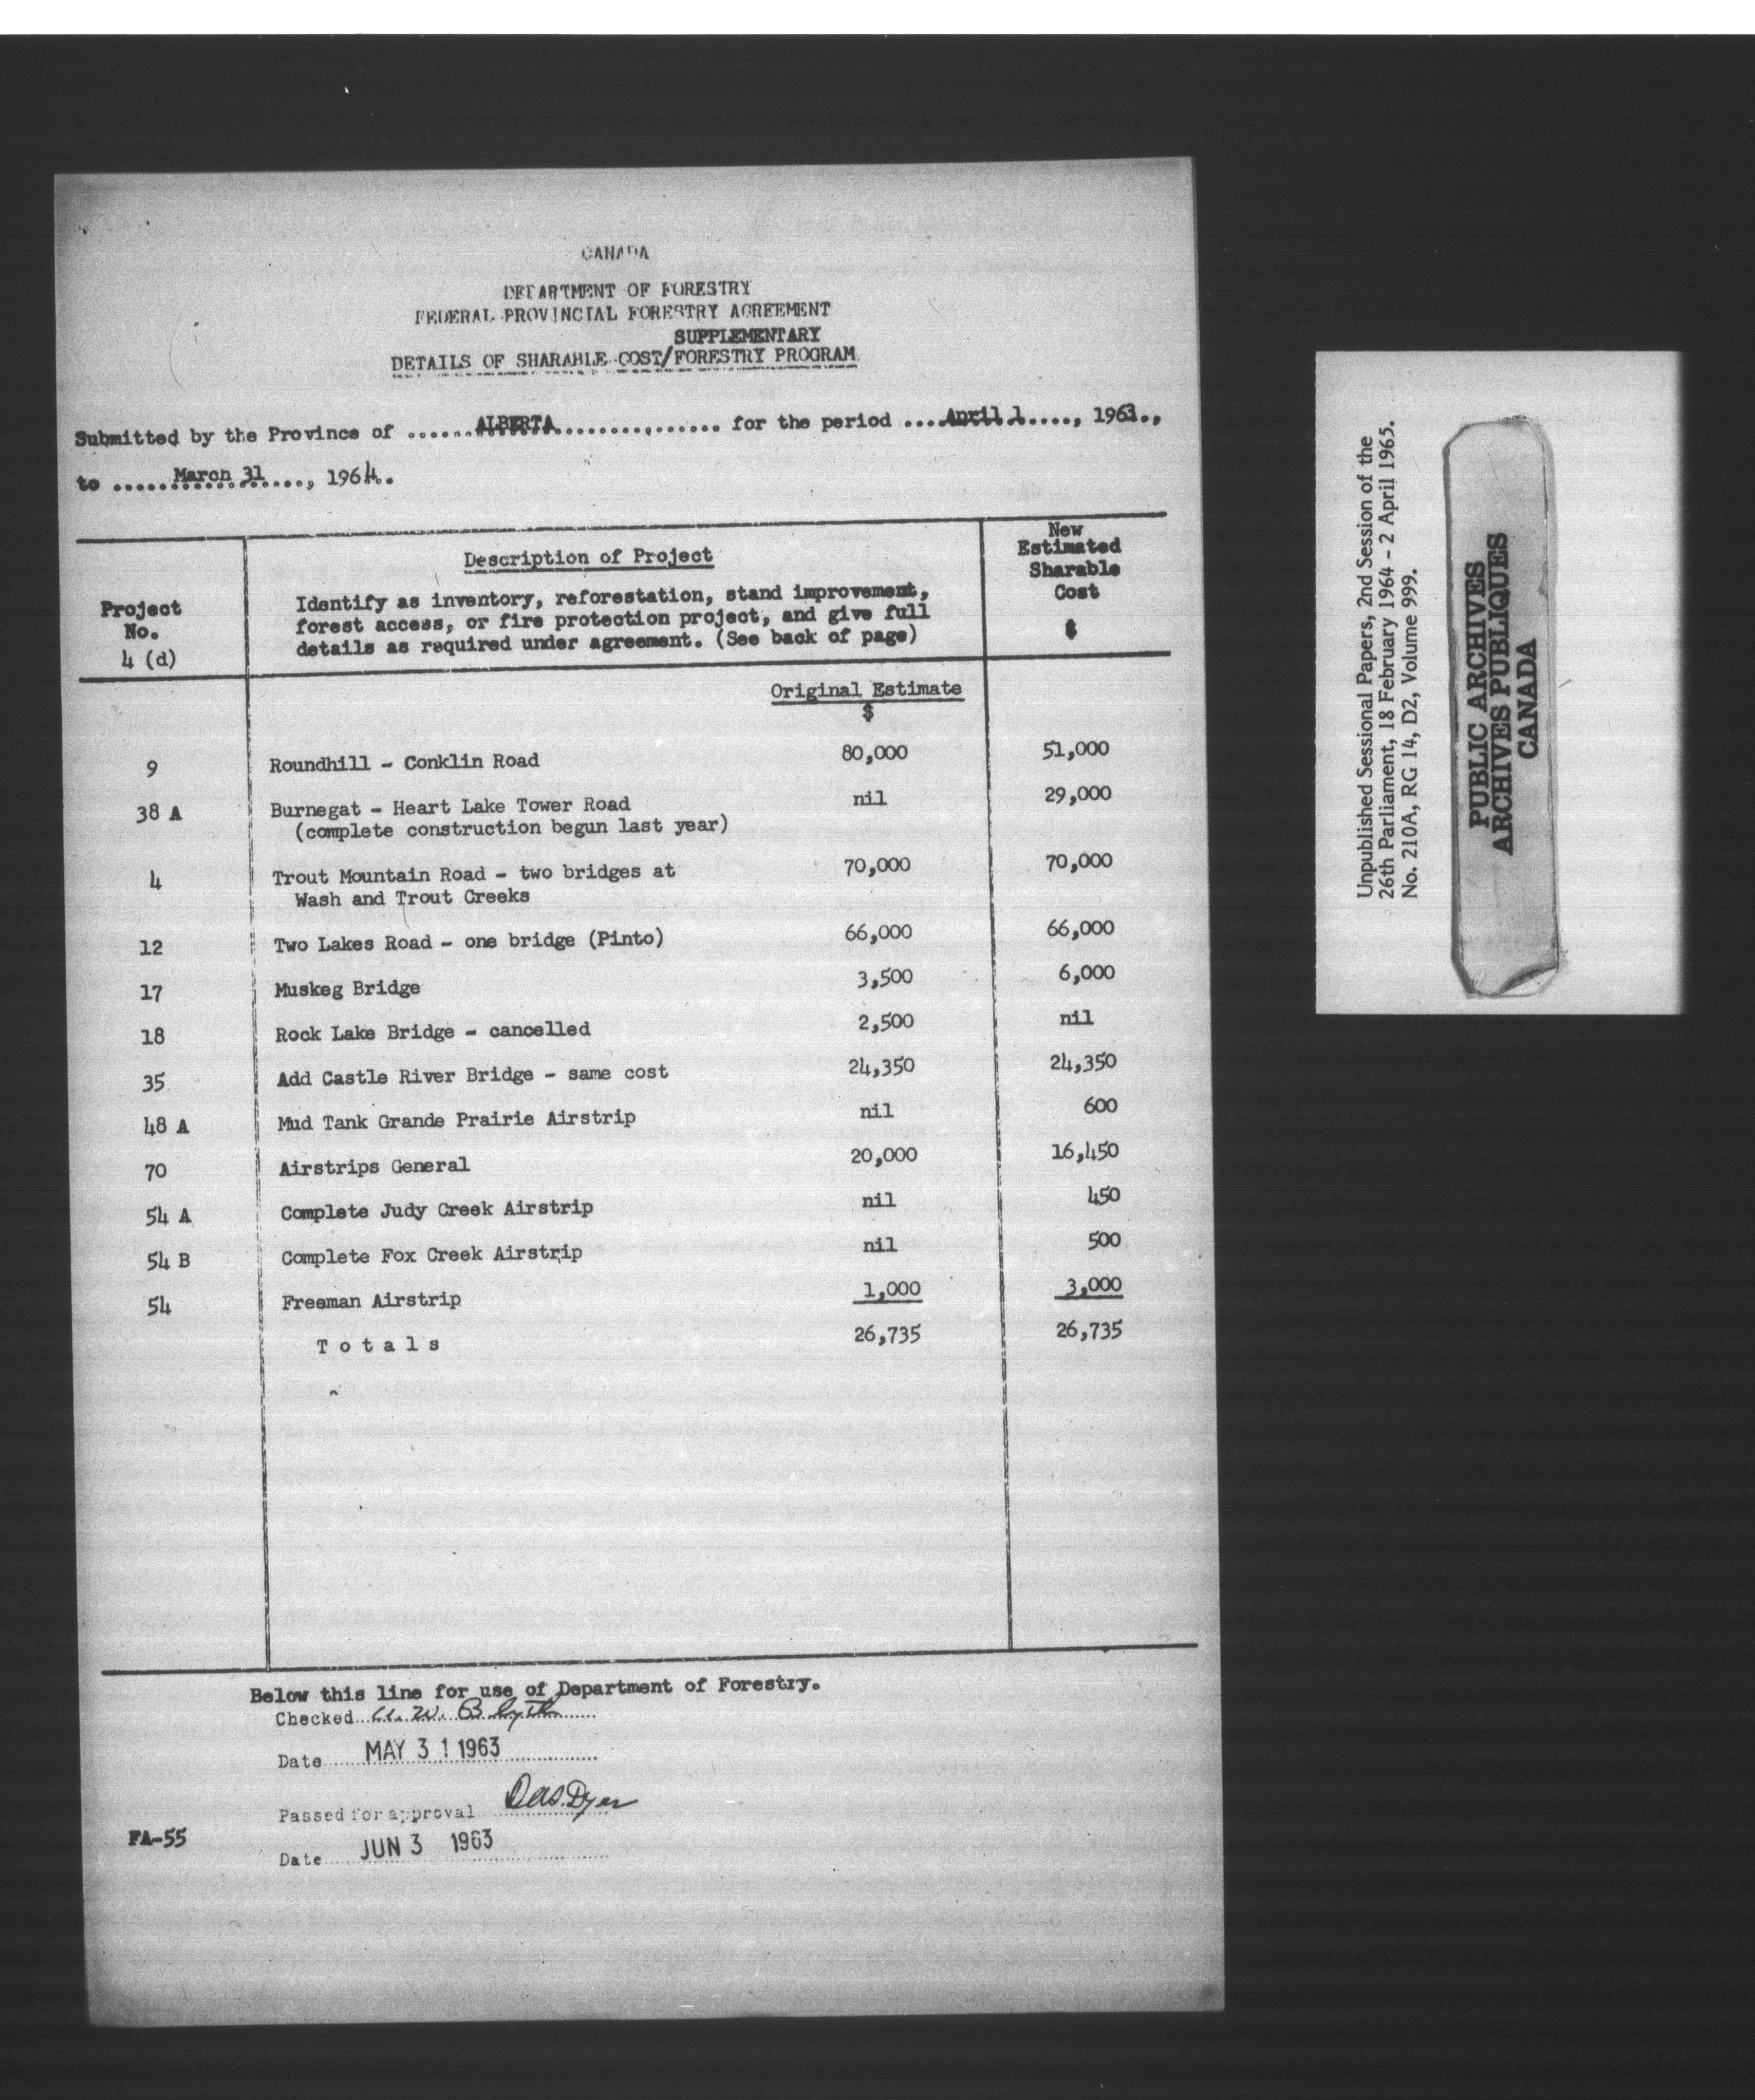 CANADA
DEPARTMENT OF FORESTRY
FEDERAL PROVINCIAL FORESTRY AGREEMENT
SUPPLEMENTARY
DETAILS OF SHARABLE COST/FORESTRY PROGRAM
Submitted by the Province of ......ALBERTA...................... for the period ....April 1...., 1963..,
to ......March 31....., 1964..
Project
No.
4 (d)
Description of Project
Identify as inventory, reforestation, stand improvement,
forest access, or fire protection project, and give full
details as required under agreement. (See back of page)
New
Estimated
Sharable
Cost
$
Original Estimate
$
9 Roundhill - Conklin Road 80,000 51,000
38 A Burnegat - Heart Lake Tower Road nil 29,000
(complete construction begun last year)
4 Trout Mountain Road - two bridges at 70,000 70,000
Wash and Trout Creeks
12 Two Lakes Road - one bridge (Pinto) 66,000 66,000
17 Muskeg Bridge 3,500 6,000
18 Rock Lake Bridge - cancelled 2,500 nil
35 Add Castle River Bridge - same cost 24,350 24,350
48 A Mud Tank Grande Prairie Airstrip nil 600
70 Airstrips General 20,000 16,450
54 A Complete Judy Creek Airstrip nil 450
54 B Complete Fox Creek Airstrip nil 500
54 Freeman Airstrip 1,000 3,000
T o t a l s 26,735 26,735
Below this line for use of Department of Forestry.
Checked W. Blyth
Date MAY 31 1963
Passed for approval Dyer
FA-55
Date JUN 3 1963
Unpublished Sessional Papers, 2nd Session of the
26th Parliament, 18 February 1964 - 2 April 1965.
No. 210A, RG 14, D2, Volume 999.
PUBLIC ARCHIVES
ARCHIVES PUBLIQUES
CANADA